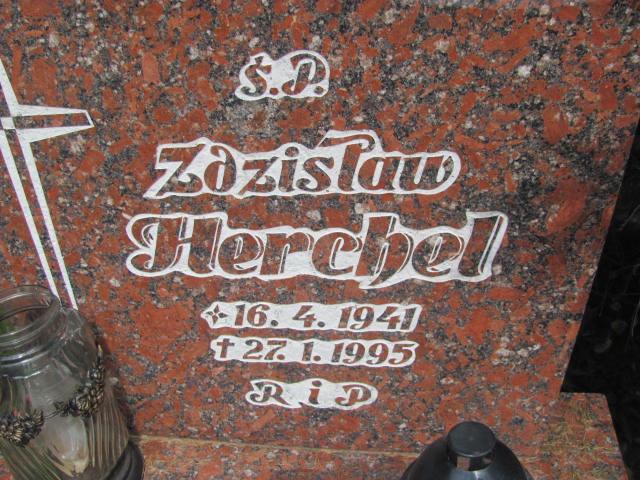 Ś.P.
Zdzisław
Herchel
16. 4. 1941
† 27. 1. 1995
R i P